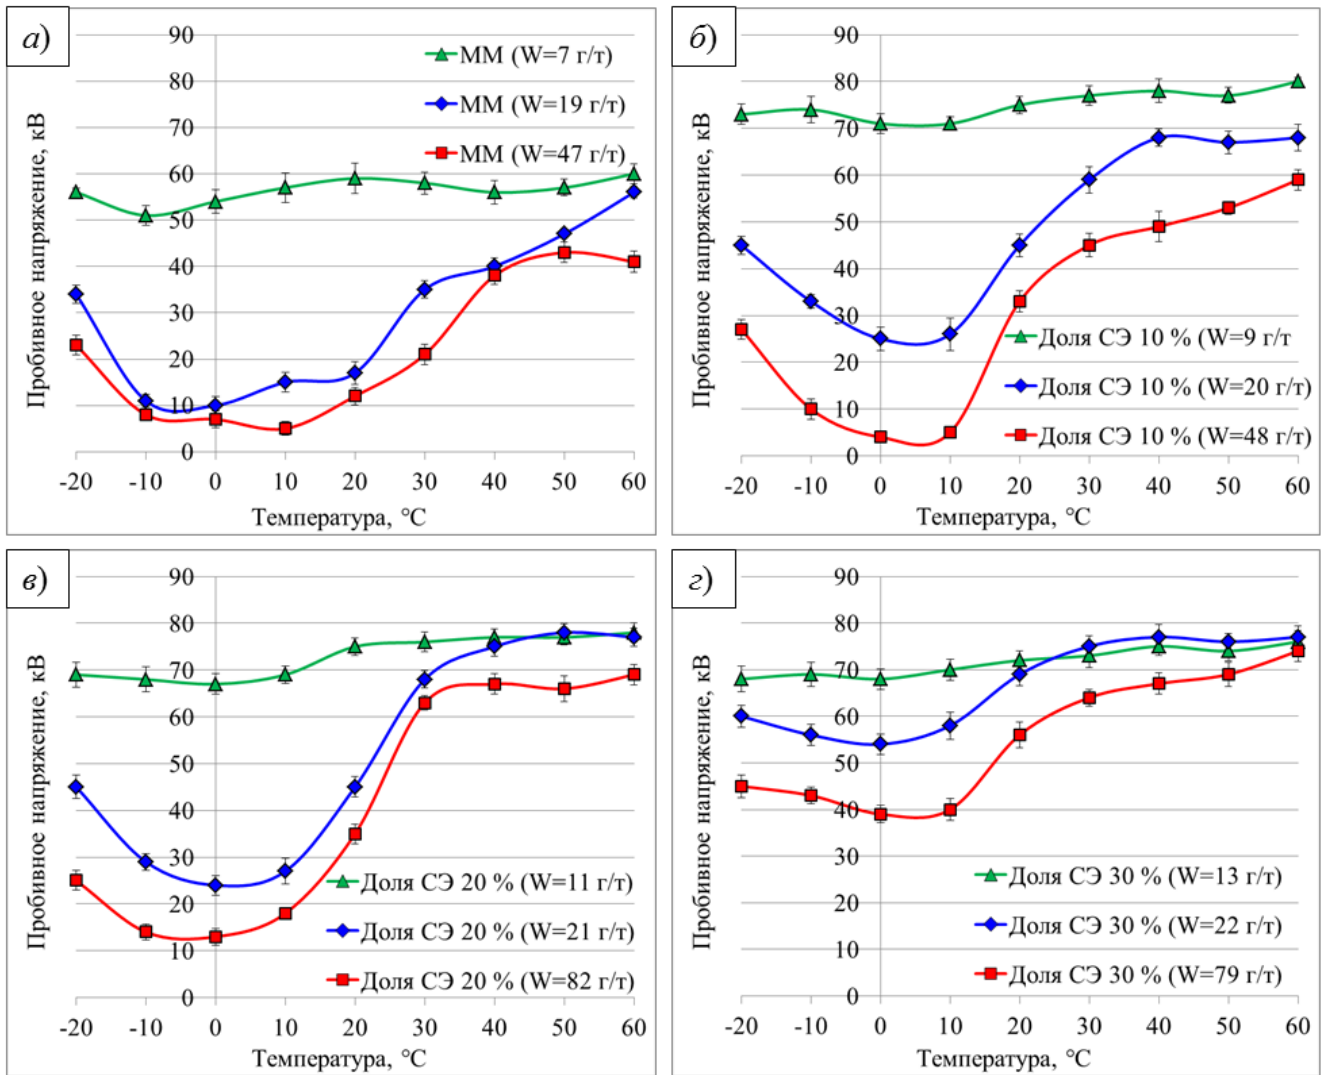 а)
90
80
70
60
50
40
30
20
10
0
-20 -10 0 10 20 30 40 50 60
Пробивное напряжение, кВ
Температура, °С
ММ (W=7 г/т)
ММ (W=19 г/т)
ММ (W=47 г/т)
б)
90
80
70
60
50
40
30
20
10
0
-20 -10 0 10 20 30 40 50 60
Пробивное напряжение, кВ
Температура, °С
Доля СЭ 10 % (W=9 г/т
Доля СЭ 10 % (W=20 г/т)
Доля СЭ 10 % (W=48 г/т)
в)
90
80
70
60
50
40
30
20
10
0
-20 -10 0 10 20 30 40 50 60
Пробивное напряжение, кВ
Температура, °С
Доля СЭ 20 % (W=11 г/т)
Доля СЭ 20 % (W=21 г/т)
Доля СЭ 20 % (W=82 г/т)
г)
90
80
70
60
50
40
30
20
10
0
-20 -10 0 10 20 30 40 50 60
Пробивное напряжение, кВ
Температура, °С
Доля СЭ 30 % (W=13 г/т)
Доля СЭ 30 % (W=22 г/т)
Доля СЭ 30 % (W=79 г/т)